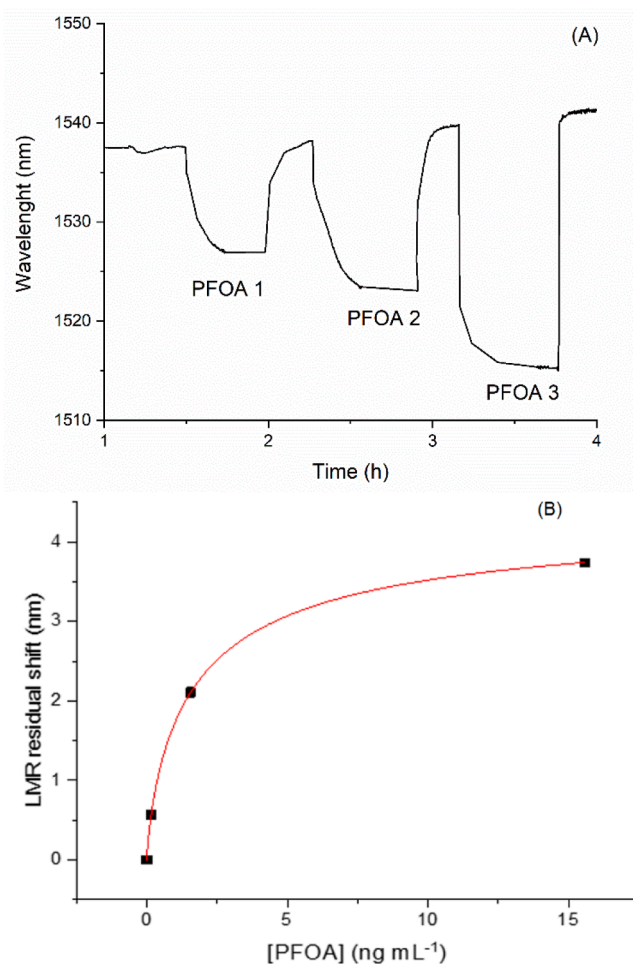 (A)
1550
1540
1530
1520
1510
Wavelenght (nm)
PFOA 1
PFOA 2
PFOA 3
1
2
3
4
Time (h)
(B)
4
3
2
1
0
LMR residual shift (nm)
0
5
10
15
[PFOA] (ng mL⁻¹)